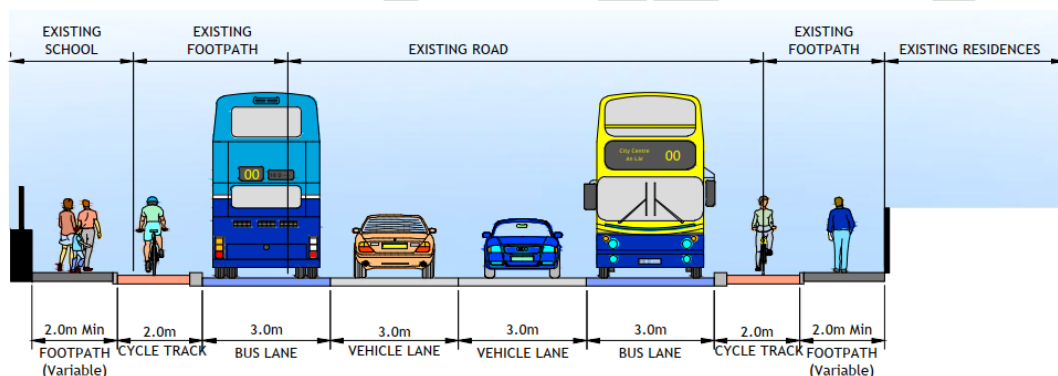 EXISTING
SCHOOL
EXISTING
FOOTPATH
EXISTING ROAD
EXISTING
FOOTPATH
EXISTING RESIDENCES
00
City Centre
An Lár
00
2.0m Min
2.0m
3.0m
3.0m
3.0m
3.0m
2.0m
2.0m Min
FOOTPATH
(Variable)
CYCLE TRACK
BUS LANE
VEHICLE LANE
VEHICLE LANE
BUS LANE
CYCLE TRACK
FOOTPATH
(Variable)